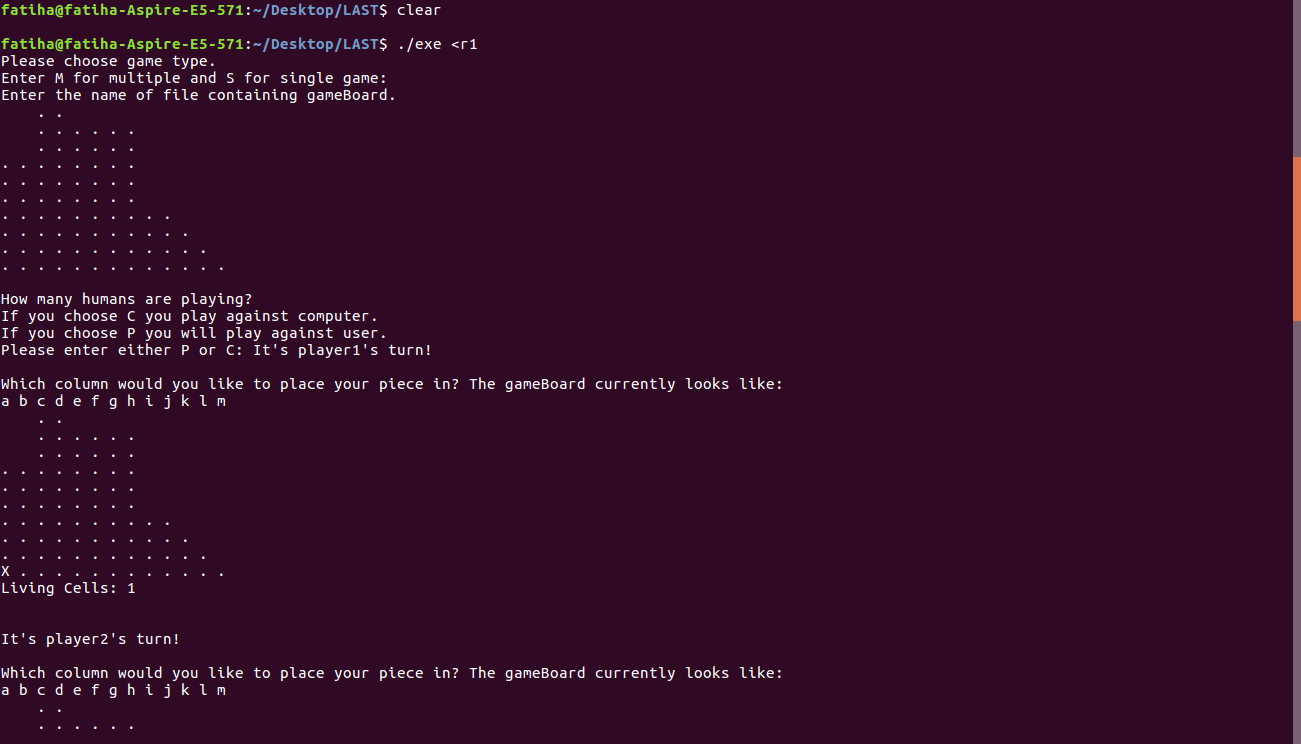 fatiha@fatiha-Aspire-E5-571:~/Desktop/LAST$ clear
fatiha@fatiha-Aspire-E5-571:~/Desktop/LAST$ ./exe <r1
Please choose game type.
Enter M for multiple and S for single game:
Enter the name of file containing gameBoard.
    . .
    . . . . . .
    . . . . . .
. . . . . . . .
. . . . . . . .
. . . . . . . .
. . . . . . . . . .
. . . . . . . . . . .
. . . . . . . . . . . .
. . . . . . . . . . . . .
How many humans are playing?
If you choose C you play against computer.
If you choose P you will play against user.
Please enter either P or C: It's player1's turn!
Which column would you like to place your piece in? The gameBoard currently looks like:
a b c d e f g h i j k l m
    . .
    . . . . . .
    . . . . . .
. . . . . . . .
. . . . . . . .
. . . . . . . .
. . . . . . . . . .
. . . . . . . . . . .
. . . . . . . . . . . .
X . . . . . . . . . . . .
Living Cells: 1
It's player2's turn!
Which column would you like to place your piece in? The gameBoard currently looks like:
a b c d e f g h i j k l m
    . .
    . . . . . .